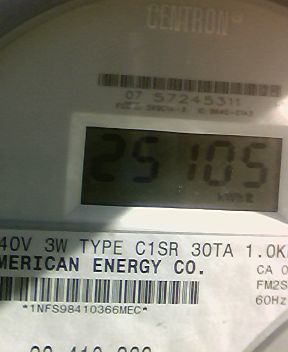 CENTRON
07 57245311
25105
kWhr
40V 3W TYPE C1SR 30TA 1.0K
MERICAN ENERGY CO.
CA 0
FM2S
60Hz
*1NFS98410366MEC*